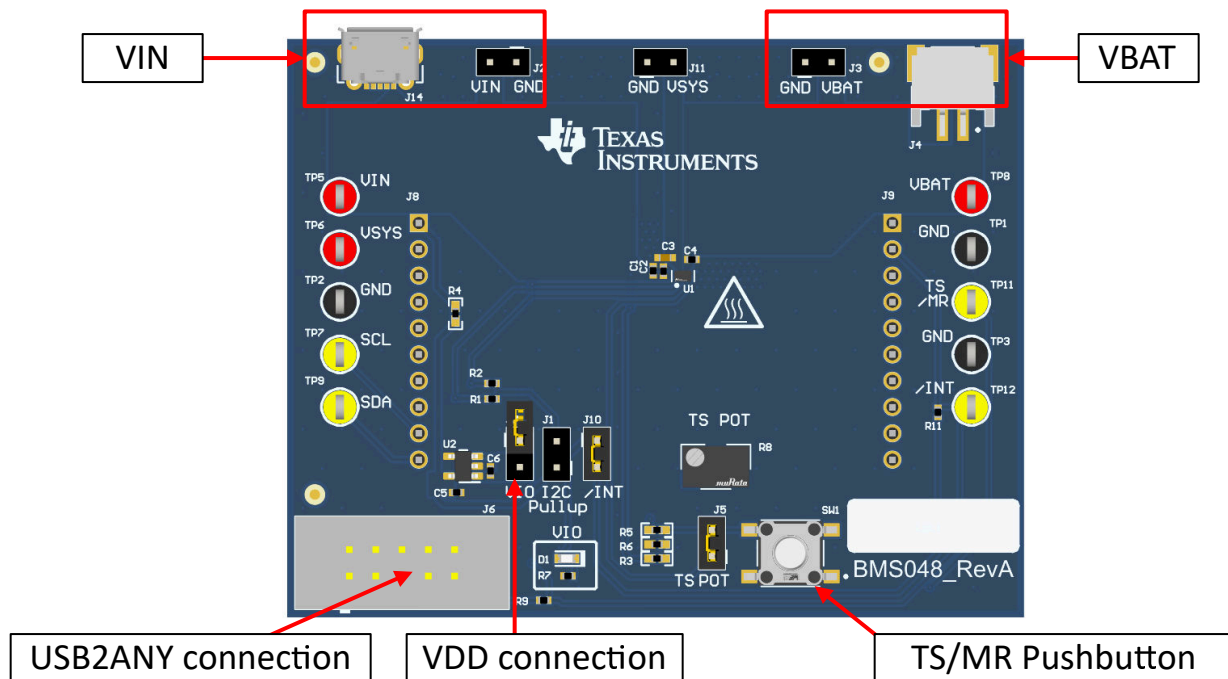 VIN
VBAT
J14
J2
VIN GND
J11
GND VSYS
J3
GND VBAT
J4
TEXAS
INSTRUMENTS
TP5 VIN
TP6 VSYS
TP2 GND
TP7 SCL
TP9 SDA
J8
R4
C1
C2
C3
C4
U1
J9
VBAT TP8
GND TP1
TS
/MR TP11
GND TP3
/INT TP12
R11
R2
R1
J1
J10
U2
C6
C5
VIO I2C /INT
Pullup
TS POT
R8
muRata
J6
VIO
D1
R7
R9
R5
R6
R3
J5
TS POT
SW1
BMS048_RevA
USB2ANY connection
VDD connection
TS/MR Pushbutton